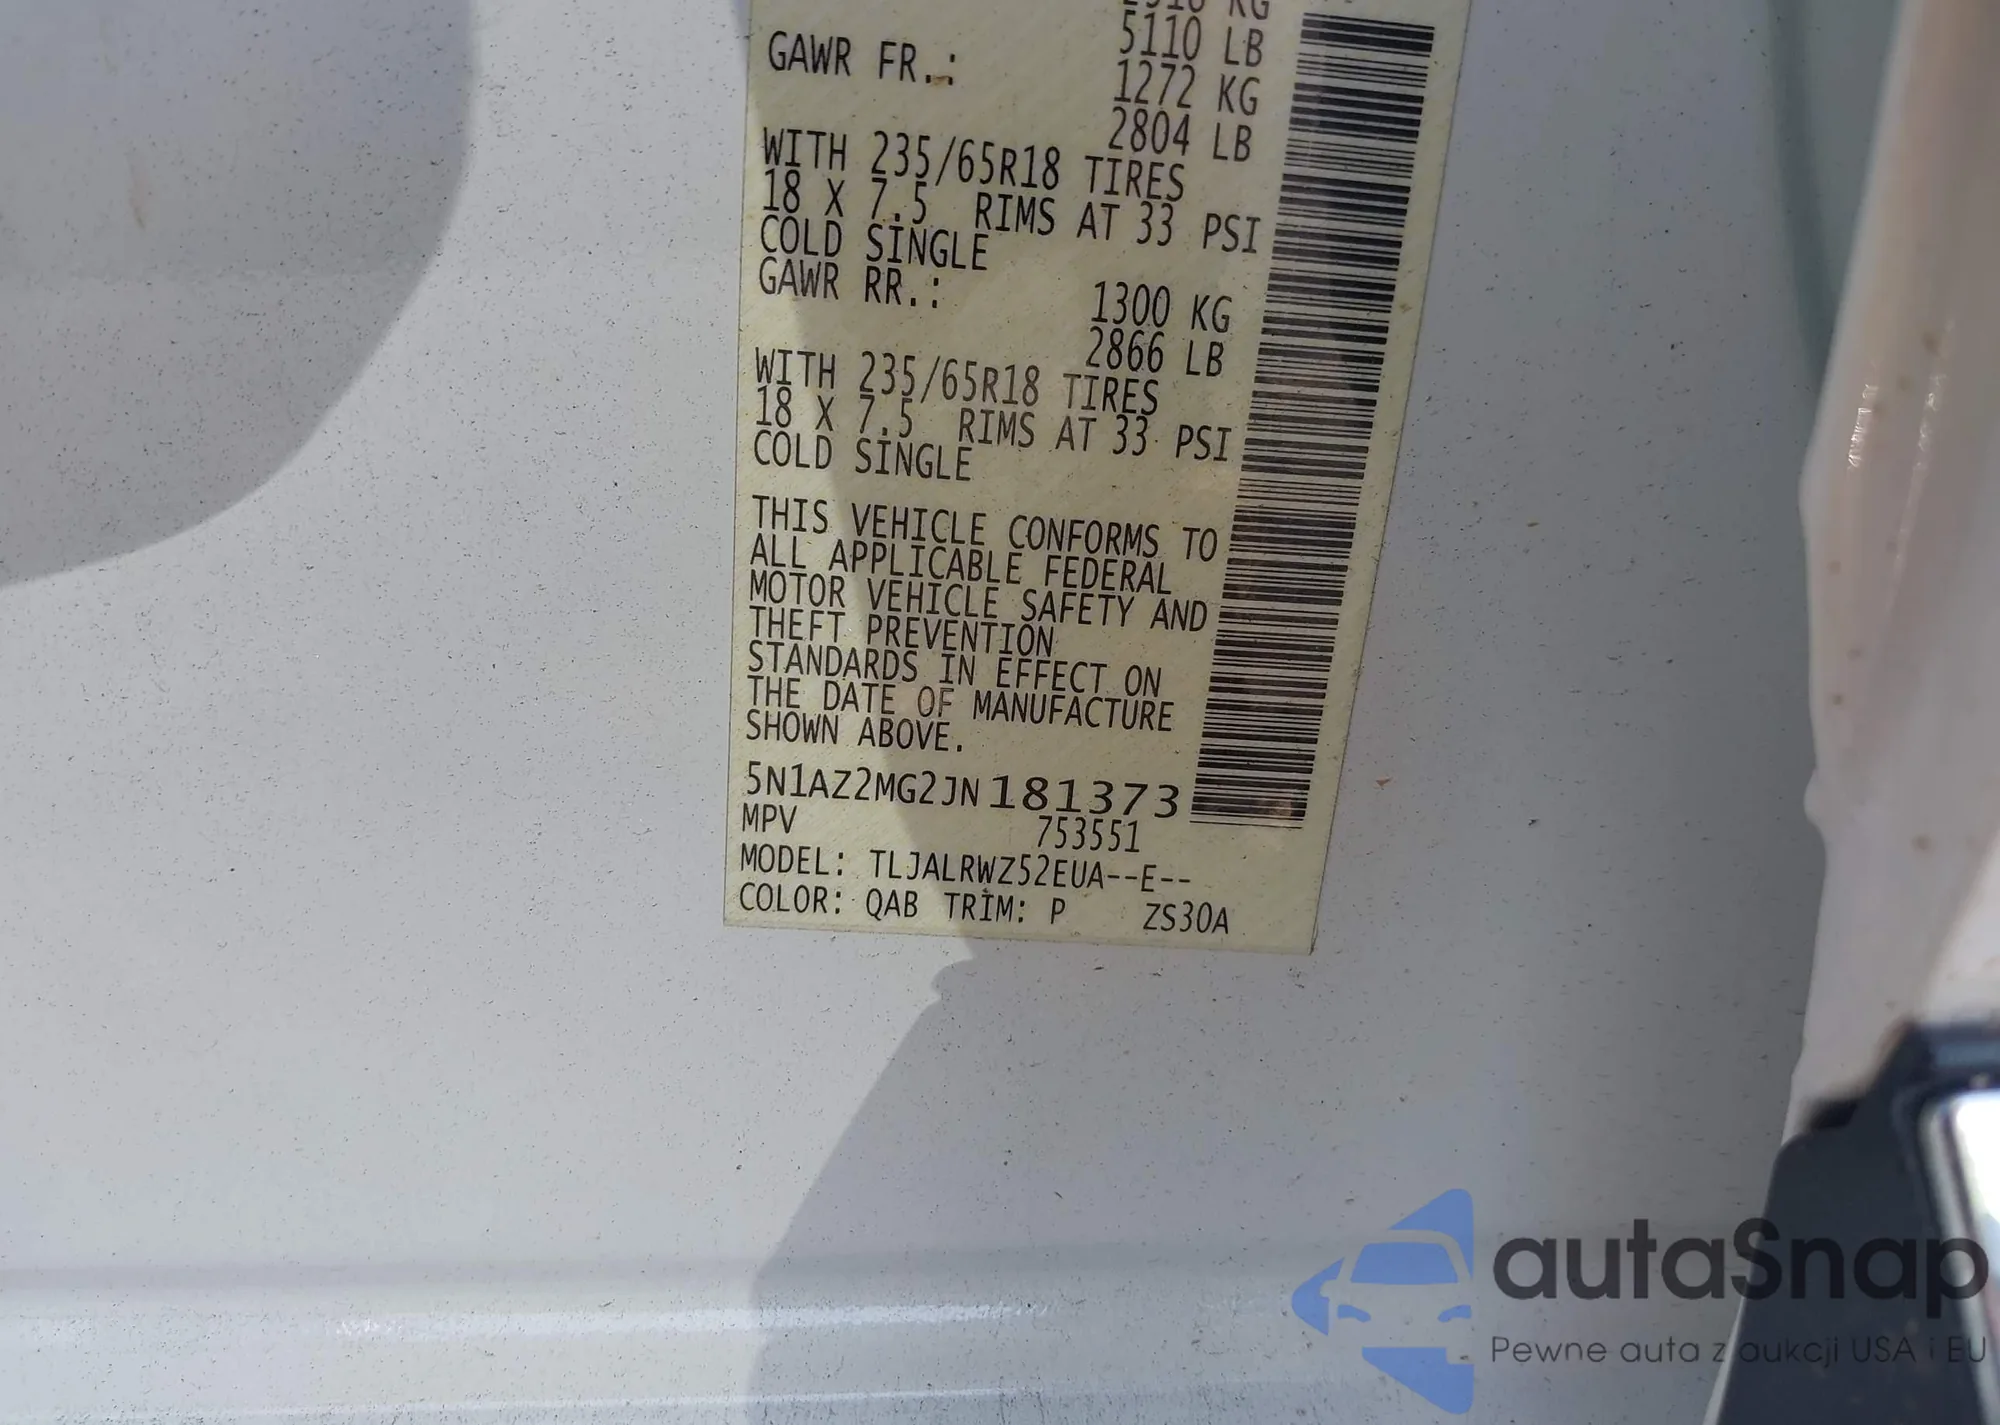 KG
5110 LB
GAWR FR.:
1272 KG
2804 LB
WITH 235/65R18 TIRES
18 X 7.5 RIMS AT 33 PSI
COLD SINGLE
GAWR RR.:
1300 KG
2866 LB
WITH 235/65R18 TIRES
18 X 7.5 RIMS AT 33 PSI
COLD SINGLE
THIS VEHICLE CONFORMS TO
ALL APPLICABLE FEDERAL
MOTOR VEHICLE SAFETY AND
THEFT PREVENTION
STANDARDS IN EFFECT ON
THE DATE OF MANUFACTURE
SHOWN ABOVE.
5N1AZ2MG2JN181373
MPV 753551
MODEL: TLJALRWZ52EUA--E--
COLOR: QAB TRIM: P ZS30A
autaSnap
Pewne auta z aukcji USA i EU